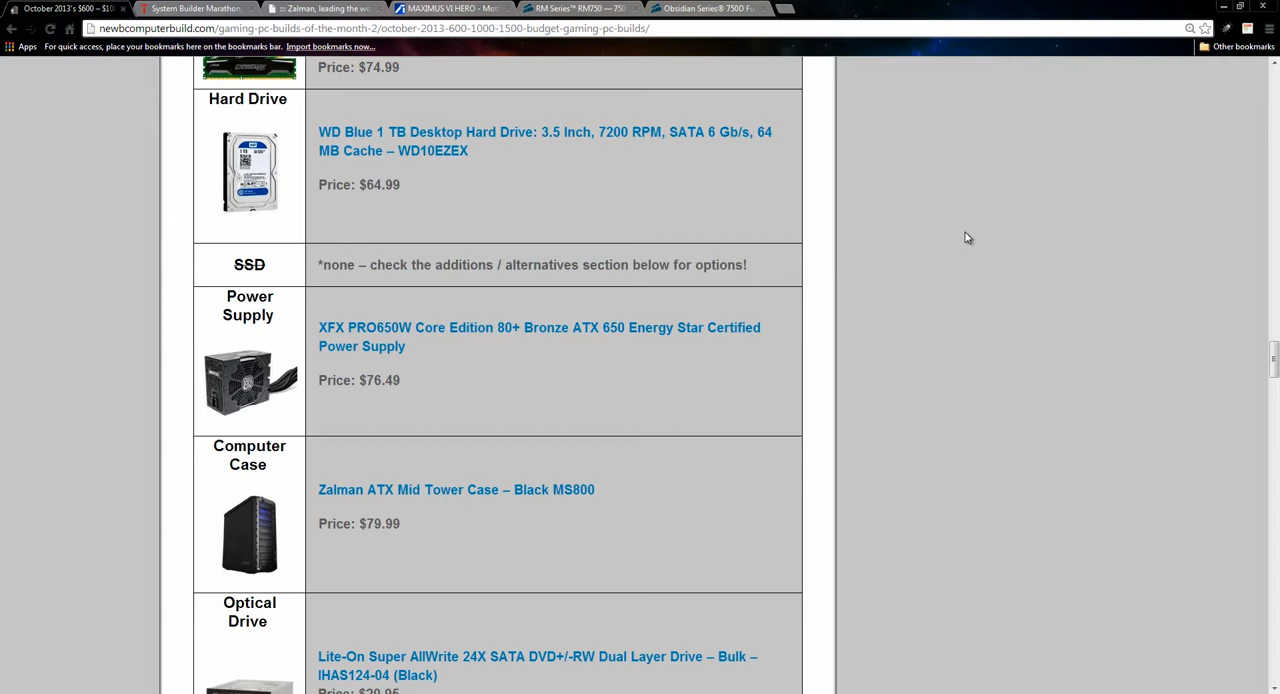 October 2013's $600 – $10
System Builder Marathon,
::: Zalman, leading the wo
MAXIMUS VI HERO - Mot
RM Series™ RM750 — 750
Obsidian Series® 750D Fu
newbcomputerbuild.com/gaming-pc-builds-of-the-month-2/october-2013-600-1000-1500-budget-gaming-pc-builds/
Apps For quick access, place your bookmarks here on the bookmarks bar. Import bookmarks now...
Other bookmarks
Price: $74.99
Hard Drive
WD Blue 1 TB Desktop Hard Drive: 3.5 Inch, 7200 RPM, SATA 6 Gb/s, 64
MB Cache – WD10EZEX
Price: $64.99
SSD
*none – check the additions / alternatives section below for options!
Power
Supply
XFX PRO650W Core Edition 80+ Bronze ATX 650 Energy Star Certified
Power Supply
Price: $76.49
Computer
Case
Zalman ATX Mid Tower Case – Black MS800
Price: $79.99
Optical
Drive
Lite-On Super AllWrite 24X SATA DVD+/-RW Dual Layer Drive – Bulk –
IHAS124-04 (Black)